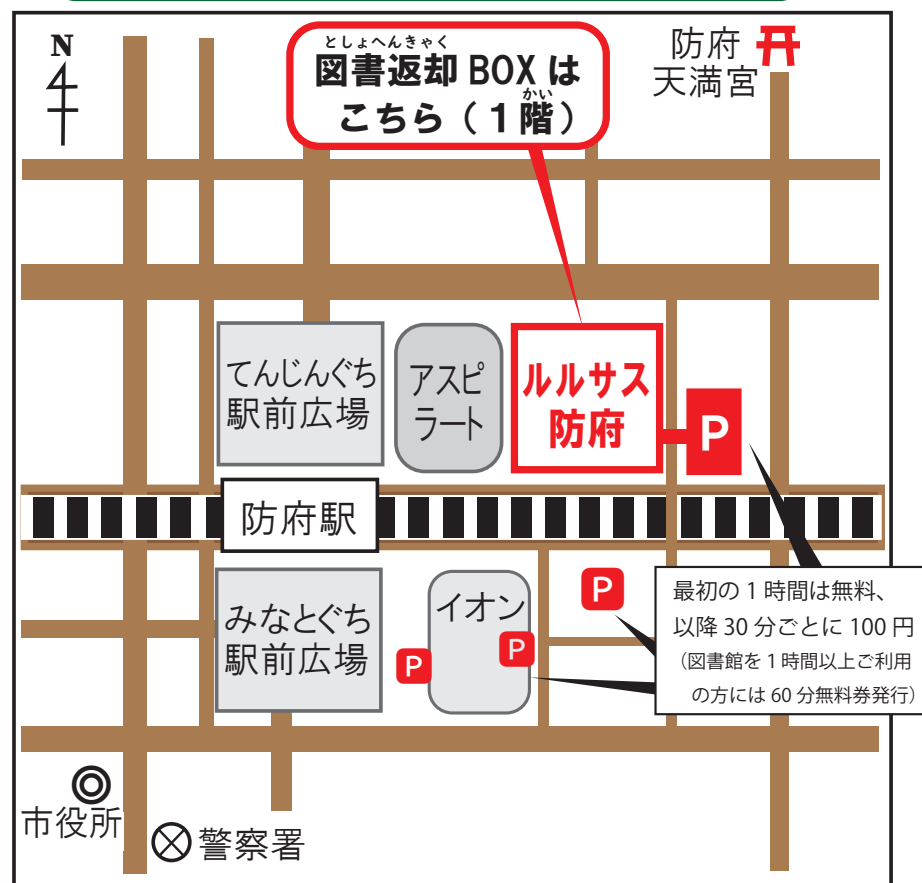 N
としょへんきゃく
図書返却 BOX は
かい
こちら（1階）
防府
天満宮
てんじんぐち
駅前広場
アスピ
ラート
ルルサス
防府
P
防府駅
みなとぐち
駅前広場
イオン
P
P
P
最初の 1 時間は無料、
以降 30 分ごとに 100 円
（図書館を 1 時間以上ご利用
の方には 60 分無料券発行）
市役所
警察署